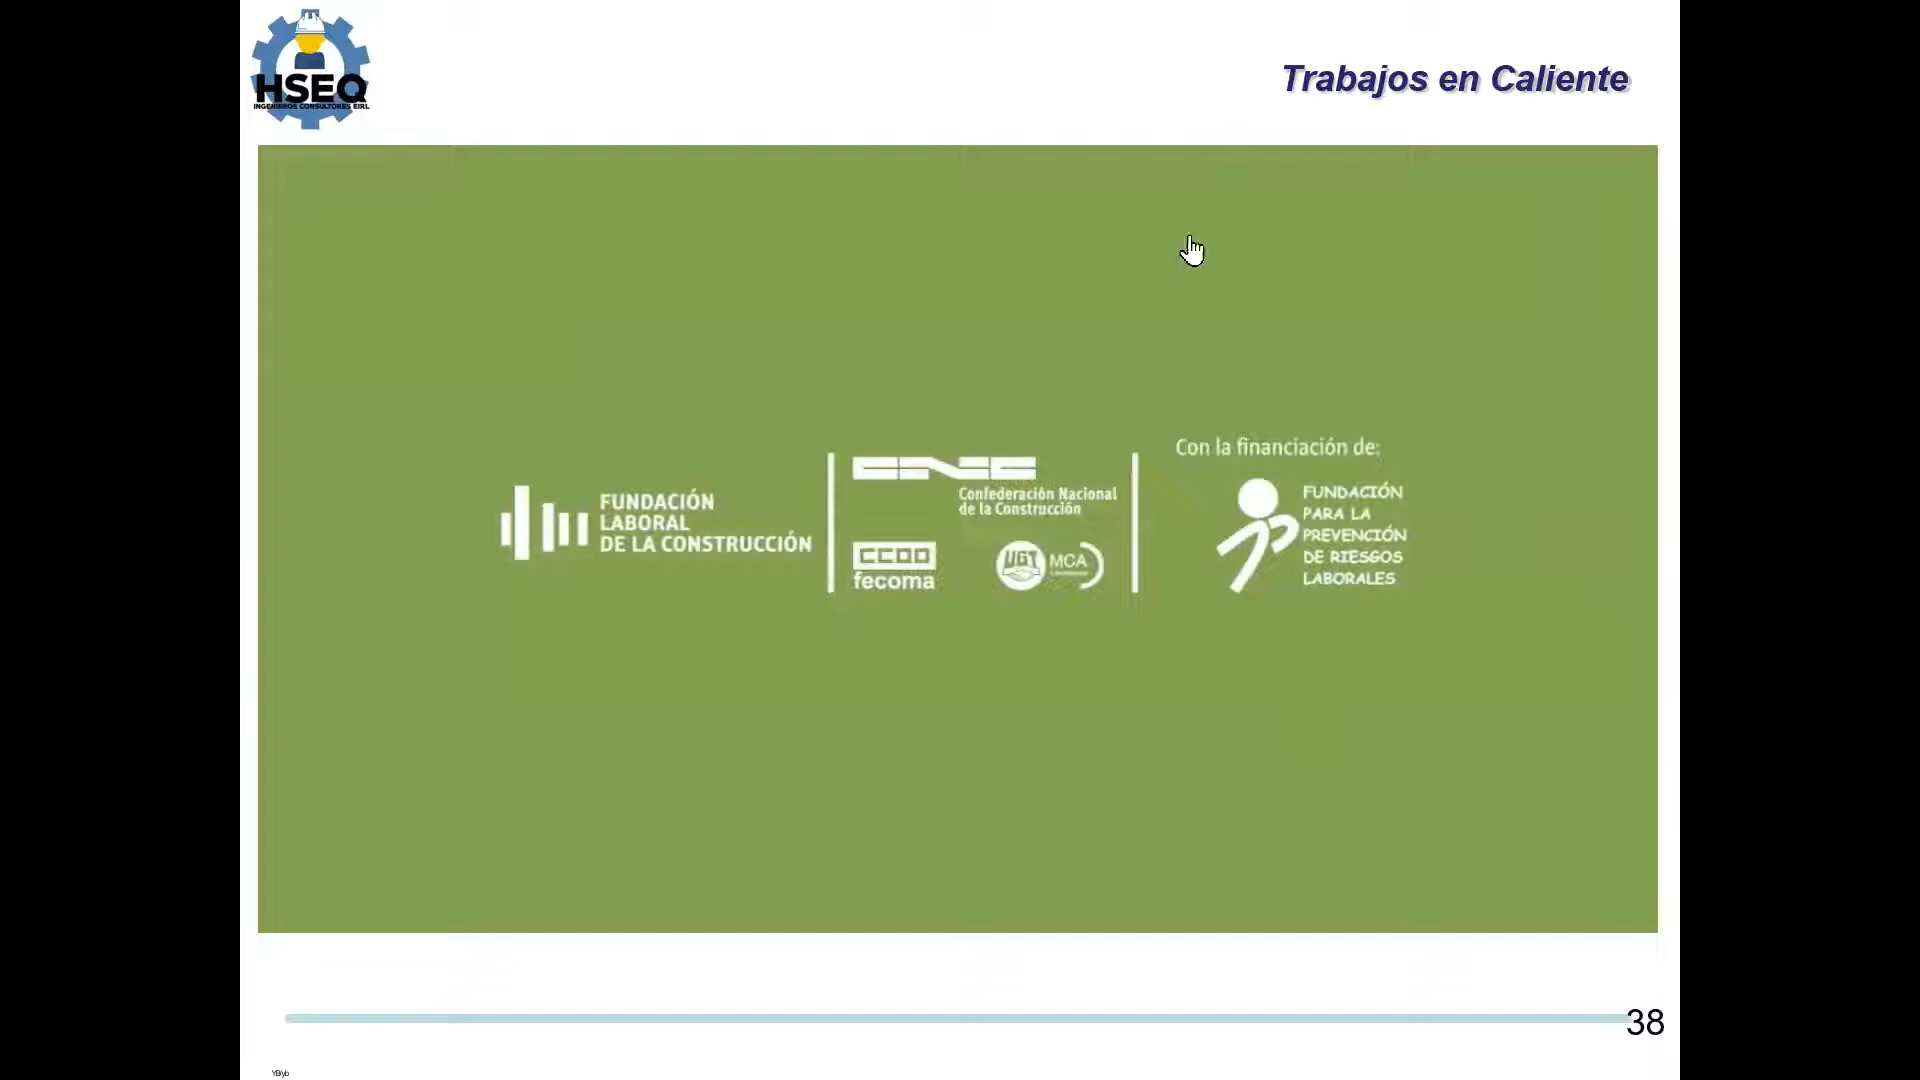 HSEQ
INGENIEROS CONSULTORES EIRL
Trabajos en Caliente
FUNDACIÓN
LABORAL
DE LA CONSTRUCCIÓN
CNC
Confederación Nacional
de la Construcción
CCOO
fecoma
UGT
MCA
Con la financiación de:
FUNDACIÓN
PARA LA
PREVENCIÓN
DE RIESGOS
LABORALES
38